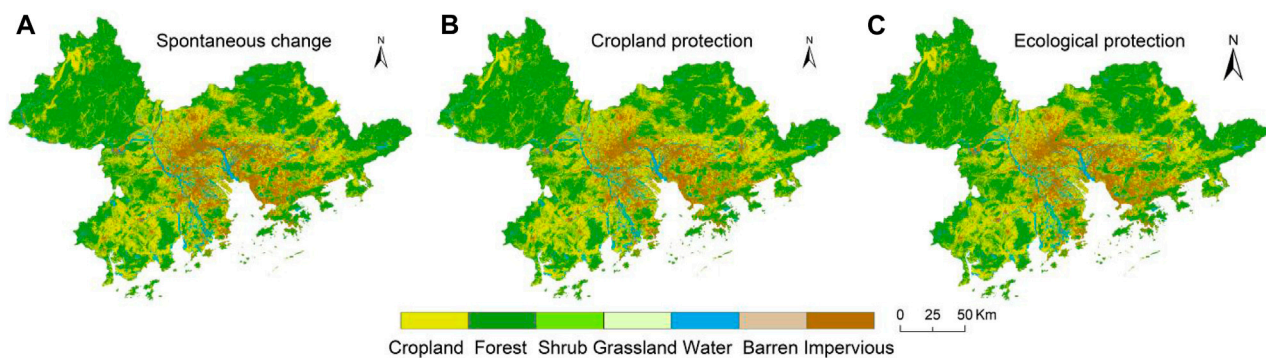 A Spontaneous change N
B Cropland protection N
C Ecological protection N
0 25 50 Km
Cropland Forest Shrub Grassland Water Barren Impervious